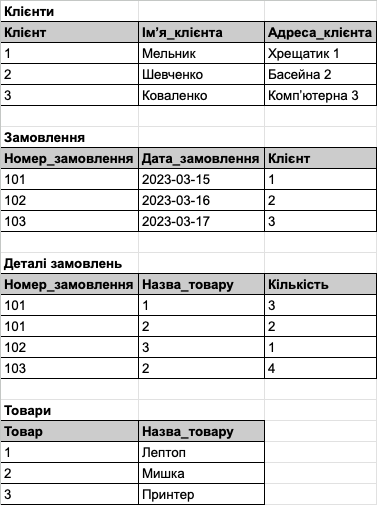 Клієнти
Клієнт Ім’я_клієнта Адреса_клієнта
1 Мельник Хрещатик 1
2 Шевченко Басейна 2
3 Коваленко Комп’ютерна 3
Замовлення
Номер_замовлення Дата_замовлення Клієнт
101 2023-03-15 1
102 2023-03-16 2
103 2023-03-17 3
Деталі замовлень
Номер_замовлення Назва_товару Кількість
101 1 3
101 2 2
102 3 1
103 2 4
Товари
Товар Назва_товару
1 Лептоп
2 Мишка
3 Принтер